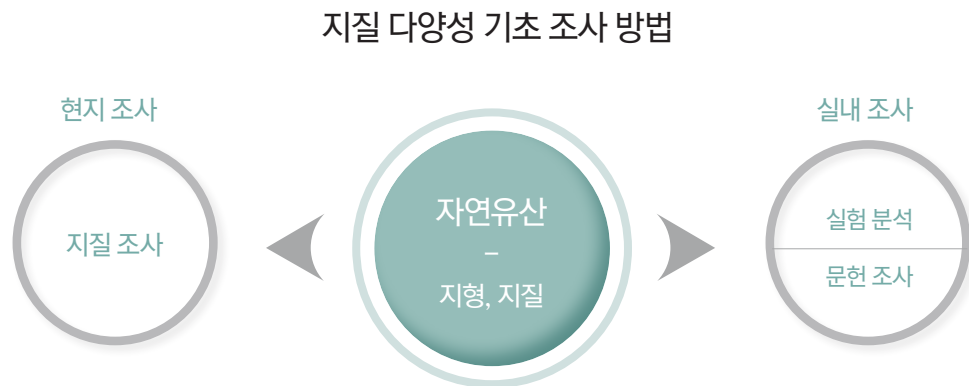 지질 다양성 기초 조사 방법
현지 조사
지질 조사
자연유산
–
지형, 지질
실내 조사
실험 분석
문헌 조사